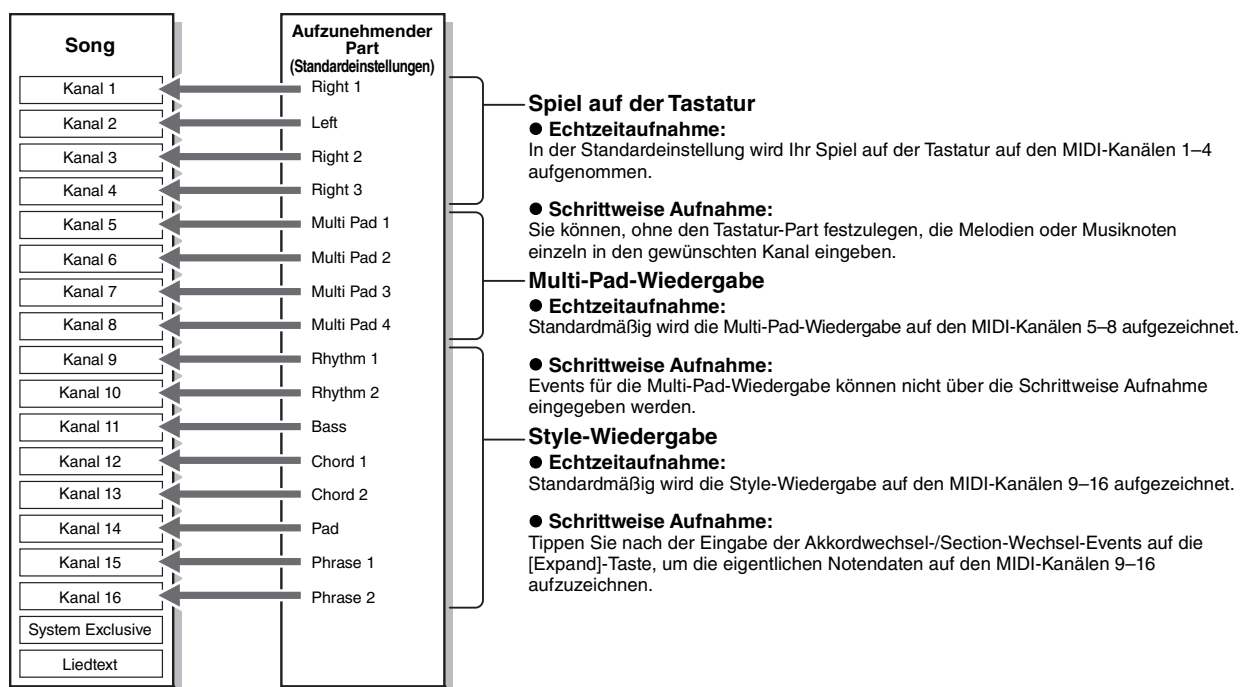 Song
Kanal 1
Kanal 2
Kanal 3
Kanal 4
Kanal 5
Kanal 6
Kanal 7
Kanal 8
Kanal 9
Kanal 10
Kanal 11
Kanal 12
Kanal 13
Kanal 14
Kanal 15
Kanal 16
System Exclusive
Liedtext
Aufzunehmender
Part
(Standardeinstellungen)
Right 1
Left
Right 2
Right 3
Multi Pad 1
Multi Pad 2
Multi Pad 3
Multi Pad 4
Rhythm 1
Rhythm 2
Bass
Chord 1
Chord 2
Pad
Phrase 1
Phrase 2
Spiel auf der Tastatur
● Echtzeitaufnahme:
In der Standardeinstellung wird Ihr Spiel auf der Tastatur auf den MIDI-Kanälen 1–4
aufgenommen.
● Schrittweise Aufnahme:
Sie können, ohne den Tastatur-Part festzulegen, die Melodien oder Musiknoten
einzeln in den gewünschten Kanal eingeben.
Multi-Pad-Wiedergabe
● Echtzeitaufnahme:
Standardmäßig wird die Multi-Pad-Wiedergabe auf den MIDI-Kanälen 5–8 aufgezeichnet.
● Schrittweise Aufnahme:
Events für die Multi-Pad-Wiedergabe können nicht über die Schrittweise Aufnahme
eingegeben werden.
Style-Wiedergabe
● Echtzeitaufnahme:
Standardmäßig wird die Style-Wiedergabe auf den MIDI-Kanälen 9–16 aufgezeichnet.
● Schrittweise Aufnahme:
Tippen Sie nach der Eingabe der Akkordwechsel-/Section-Wechsel-Events auf die
[Expand]-Taste, um die eigentlichen Notendaten auf den MIDI-Kanälen 9–16
aufzuzeichnen.